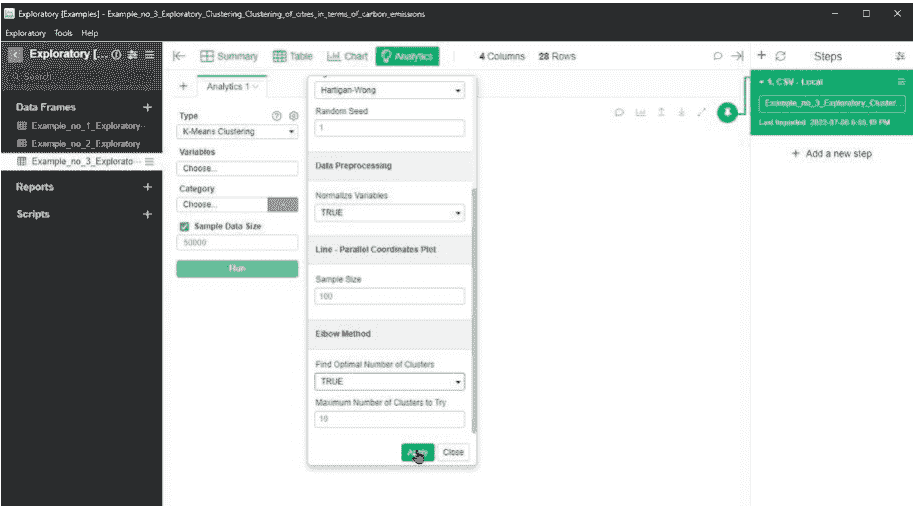 Exploratory [Examples] - Example_no_3_Exploratory_Clustering_Clustering_of_cities_in_terms_of_carbon_emissions
Exploratory Tools Help
Exploratory [...
Search
Data Frames
Example_no_1_Exploratory...
Example_no_2_Exploratory
Example_no_3_Explorato...
Reports
Scripts
Summary Table Chart Analytics 4 Columns 28 Rows
Analytics 1
Type
K-Means Clustering
Variables
Choose...
Category
Choose...
Sample Data Size
50000
Run
Hartigan-Wong
Random Seed
1
Data Preprocessing
Normalize Variables
TRUE
Line - Parallel Coordinates Plot
Sample Size
100
Elbow Method
Find Optimal Number of Clusters
TRUE
Maximum Number of Clusters to Try
10
Close
Steps
1. CSV - Local
Example_no_3_Exploratory_Cluster...
Last Imported
Add a new step